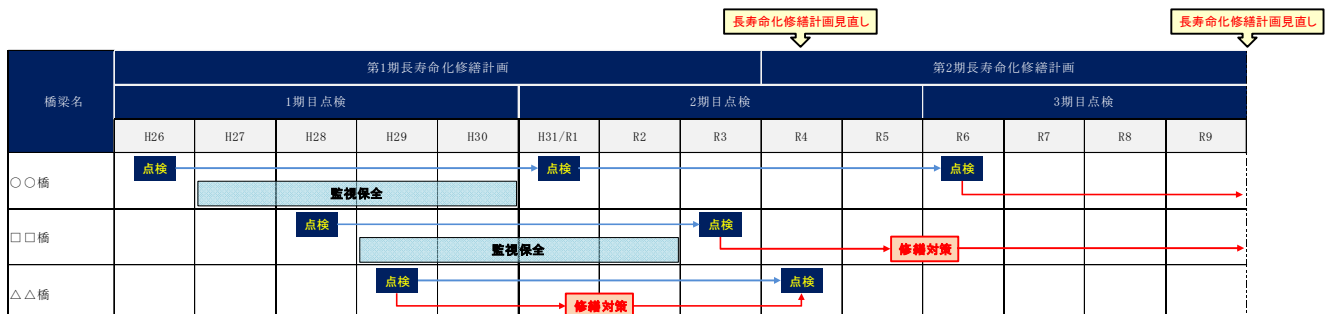 長寿命化修繕計画見直し
長寿命化修繕計画見直し
橋梁名
第1期長寿命化修繕計画
第2期長寿命化修繕計画
1期目点検
2期目点検
3期目点検
H26
H27
H28
H29
H30
H31/R1
R2
R3
R4
R5
R6
R7
R8
R9
○○橋
点検
点検
点検
監視保全
□□橋
点検
点検
監視保全
修繕対策
△△橋
点検
点検
修繕対策